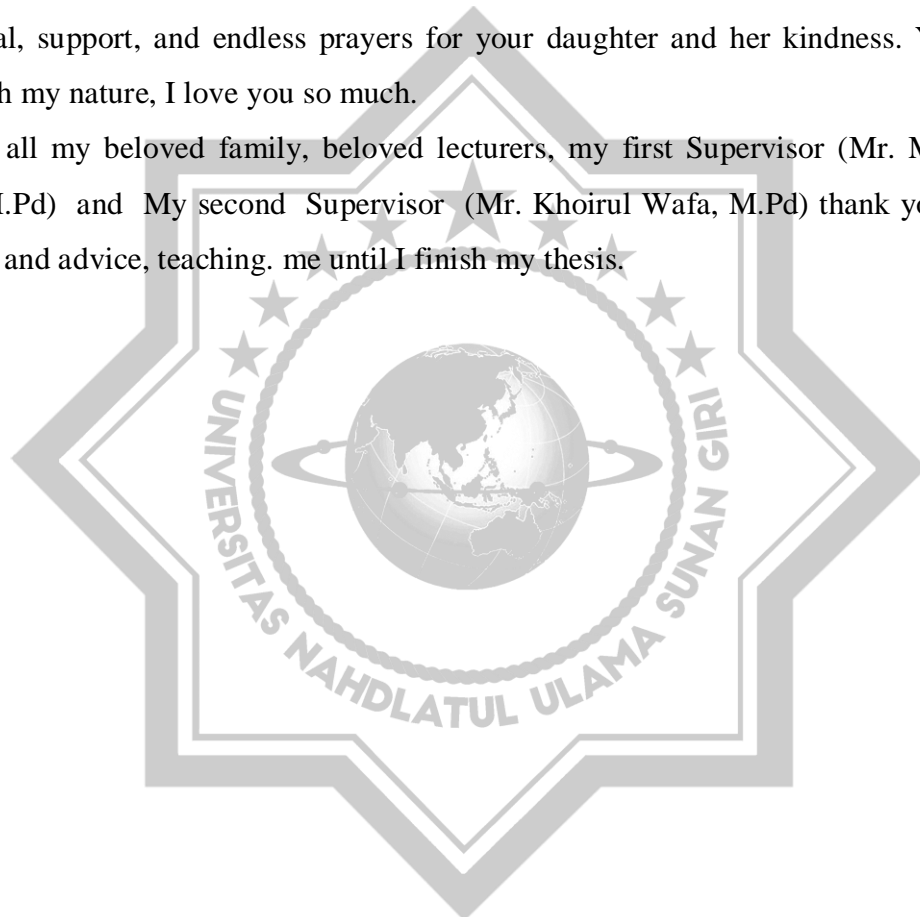 al, support, and endless prayers for your daughter and her kindness.
h my nature, I love you so much.
all my beloved family, beloved lecturers, my first Supervisor (Mr.
M.Pd) and My second Supervisor (Mr. Khoirul Wafa, M.Pd) thank
and advice, teaching. me until I finish my thesis.
UNIVERSITAS NAHDLATUL ULAMA SUNAN GIRI